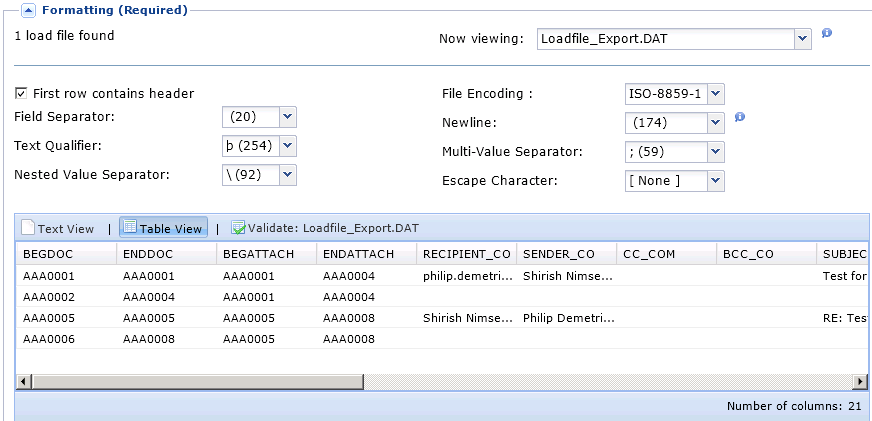 Formatting (Required)
1 load file found
Now viewing: Loadfile_Export.DAT
First row contains header
File Encoding : ISO-8859-1
Field Separator: (20)
Newline: (174)
Text Qualifier: þ (254)
Multi-Value Separator: ; (59)
Nested Value Separator: \ (92)
Escape Character: [ None ]
Text View | Table View | Validate: Loadfile_Export.DAT
BEGDOC ENDDOC BEGATTACH ENDATTACH RECIPIENT_CO SENDER_CO CC_COM BCC_CO SUBJEC
AAA0001 AAA0001 AAA0001 AAA0004 philip.demetri... Shirish Nimse... Test for
AAA0002 AAA0004 AAA0001 AAA0004
AAA0005 AAA0005 AAA0005 AAA0008 Shirish Nimse... Philip Demetri... RE: Test
AAA0006 AAA0008 AAA0005 AAA0008
Number of columns: 21